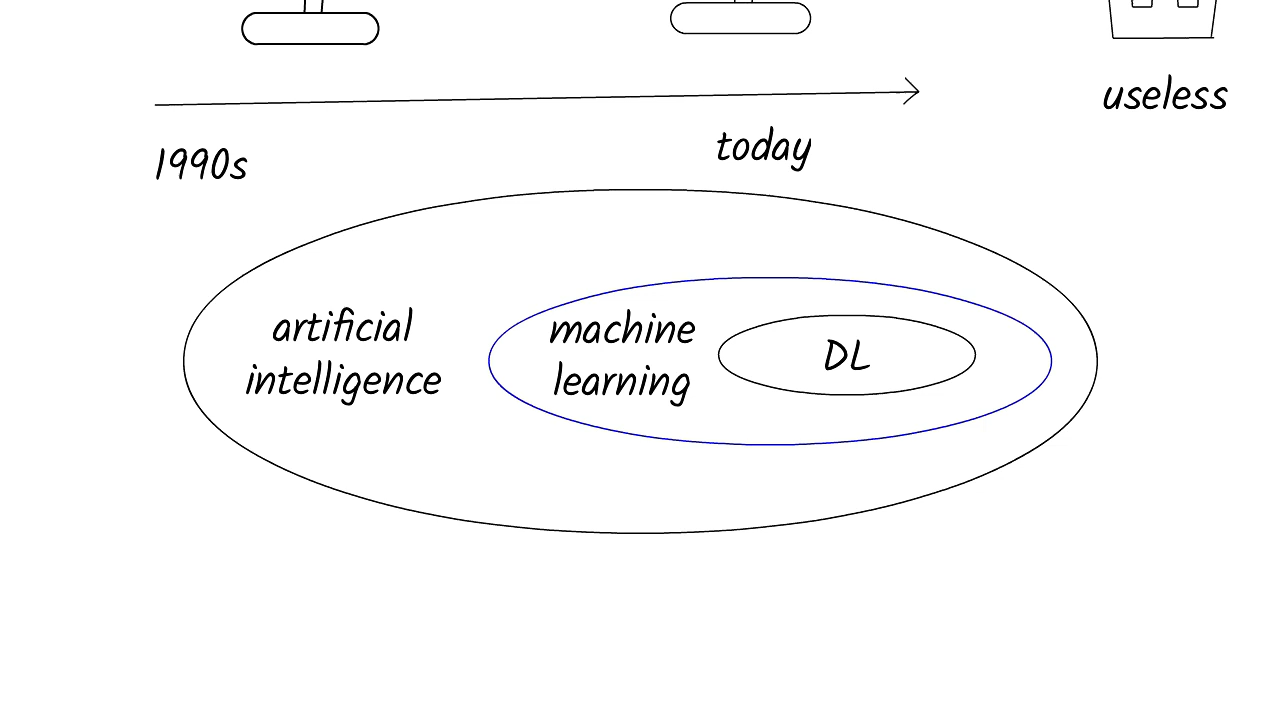 useless
1990s
today
artificial
intelligence
machine
learning
DL